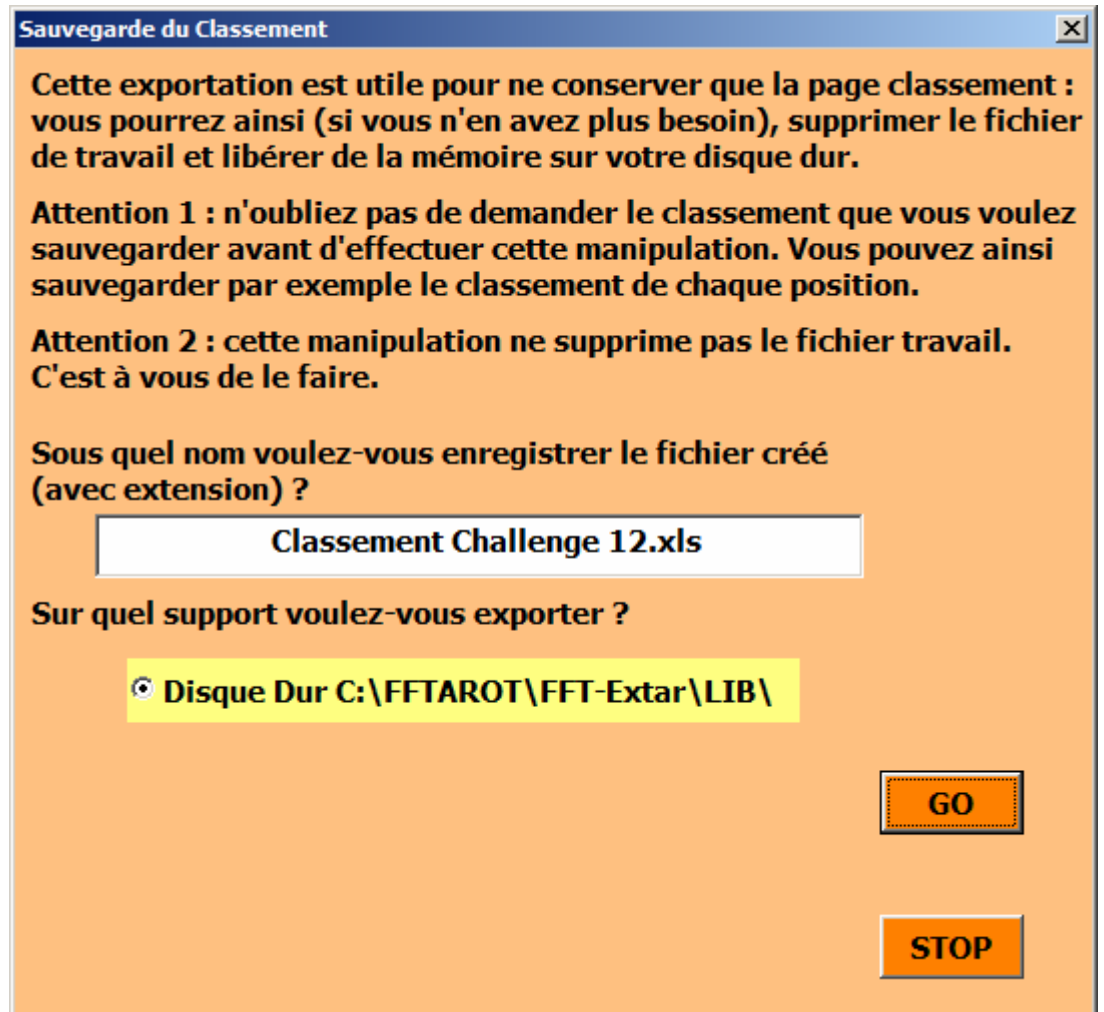 Sauvegarde du Classement
Cette exportation est utile pour ne conserver que la page classement :
vous pourrez ainsi (si vous n'en avez plus besoin), supprimer le fichier
de travail et libérer de la mémoire sur votre disque dur.
Attention 1 : n'oubliez pas de demander le classement que vous voulez
sauvegarder avant d'effectuer cette manipulation. Vous pouvez ainsi
sauvegarder par exemple le classement de chaque position.
Attention 2 : cette manipulation ne supprime pas le fichier travail.
C'est à vous de le faire.
Sous quel nom voulez-vous enregistrer le fichier créé
(avec extension) ?
Classement Challenge 12.xls
Sur quel support voulez-vous exporter ?
Disque Dur C:\FFTAROT\FFT-Extar\LIB\
GO
STOP